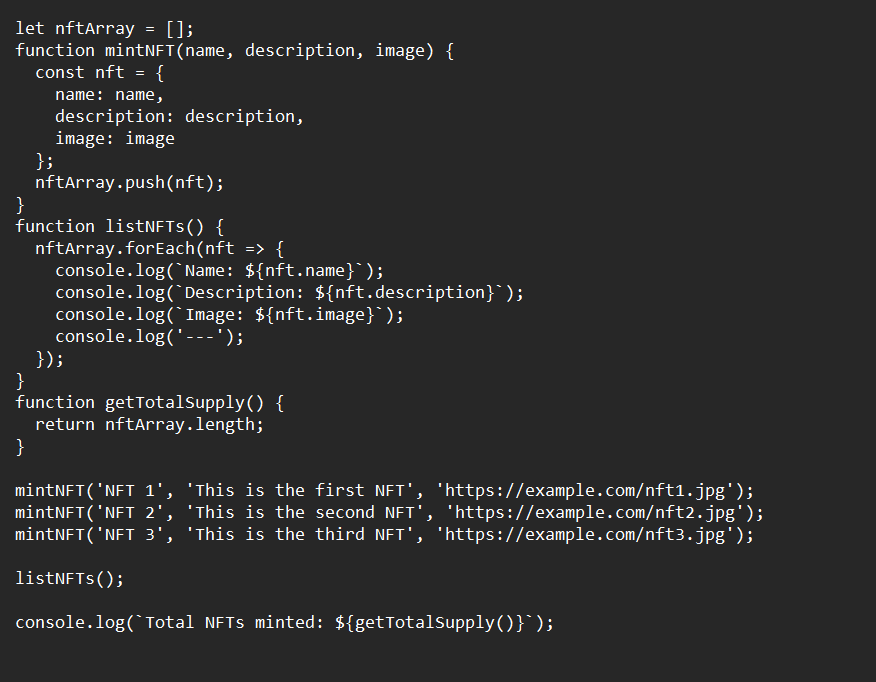 let nftArray = [];
function mintNFT(name, description, image) {
  const nft = {
    name: name,
    description: description,
    image: image
  };
  nftArray.push(nft);
}
function listNFTs() {
  nftArray.forEach(nft => {
    console.log(`Name: ${nft.name}`);
    console.log(`Description: ${nft.description}`);
    console.log(`Image: ${nft.image}`);
    console.log('---');
  });
}
function getTotalSupply() {
  return nftArray.length;
}

mintNFT('NFT 1', 'This is the first NFT', 'https://example.com/nft1.jpg');
mintNFT('NFT 2', 'This is the second NFT', 'https://example.com/nft2.jpg');
mintNFT('NFT 3', 'This is the third NFT', 'https://example.com/nft3.jpg');

listNFTs();

console.log(`Total NFTs minted: ${getTotalSupply()}`);